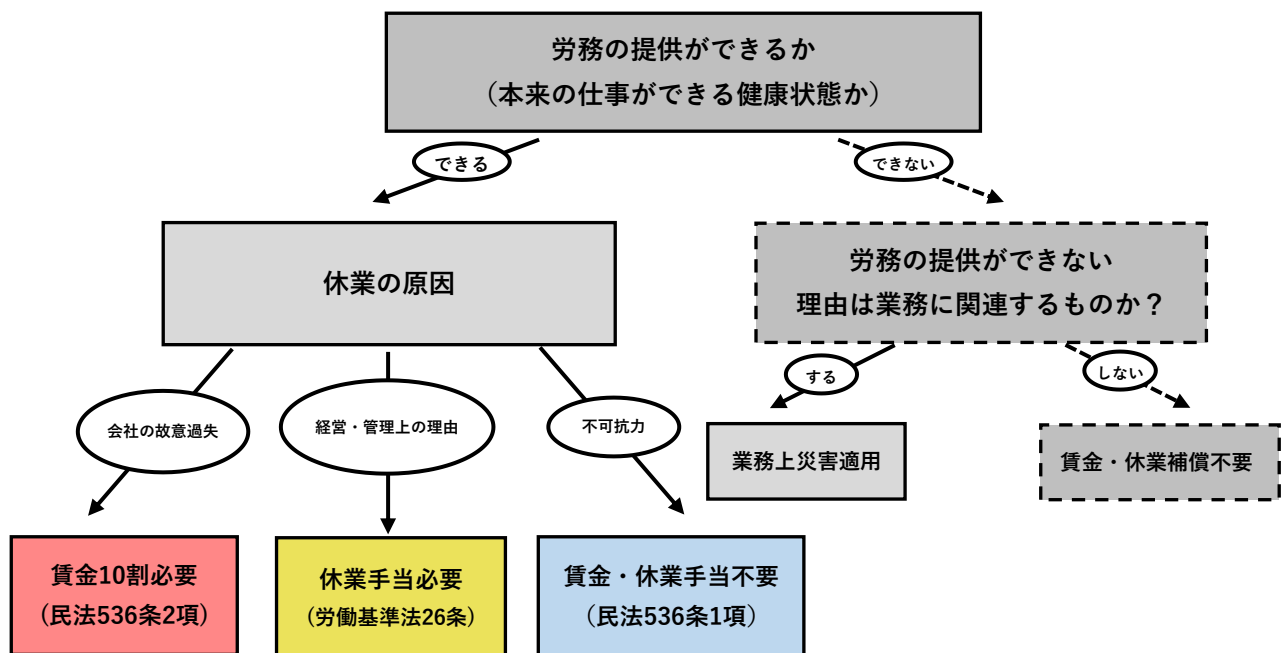 労務の提供ができるか
（本来の仕事ができる健康状態か）
できる
できない
休業の原因
労務の提供ができない
理由は業務に関連するものか？
する
しない
会社の故意過失
経営・管理上の理由
不可抗力
業務上災害適用
賃金・休業補償不要
賃金10割必要
（民法536条2項）
休業手当必要
（労働基準法26条）
賃金・休業手当不要
（民法536条1項）